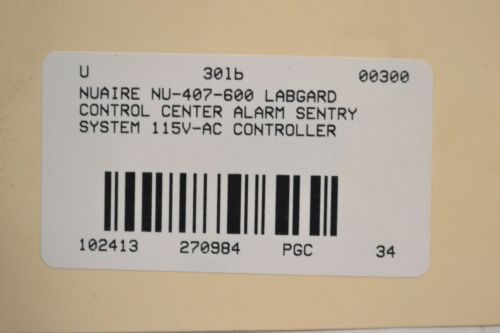 U 301b 00300
NUAIRE NU-407-600 LABGARD
CONTROL CENTER ALARM SENTRY
SYSTEM 115V-AC CONTROLLER
102413 270984 PGC 34